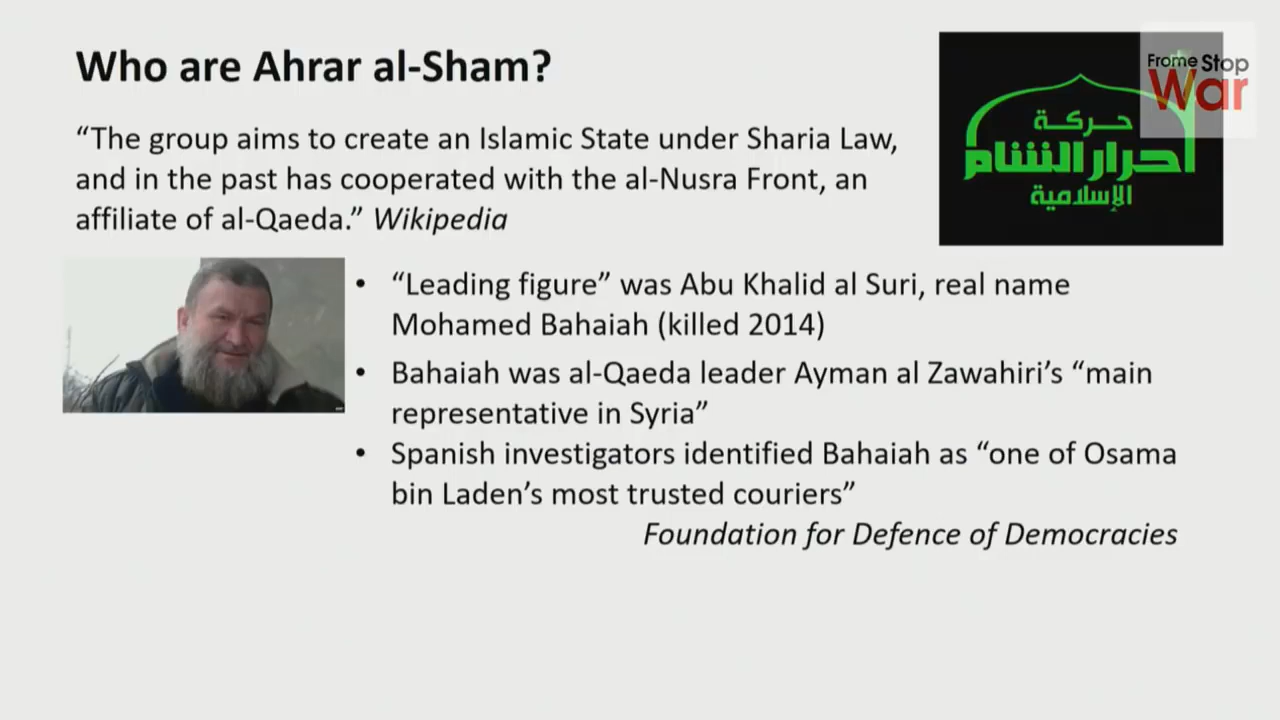 Who are Ahrar al-Sham?
Frome Stop
War
“The group aims to create an Islamic State under Sharia Law,
and in the past has cooperated with the al-Nusra Front, an
affiliate of al-Qaeda.” Wikipedia
حركة
أحرار الشام
الإسلامية
• “Leading figure” was Abu Khalid al Suri, real name
Mohamed Bahaiah (killed 2014)
• Bahaiah was al-Qaeda leader Ayman al Zawahiri’s “main
representative in Syria”
• Spanish investigators identified Bahaiah as “one of Osama
bin Laden’s most trusted couriers”
Foundation for Defence of Democracies